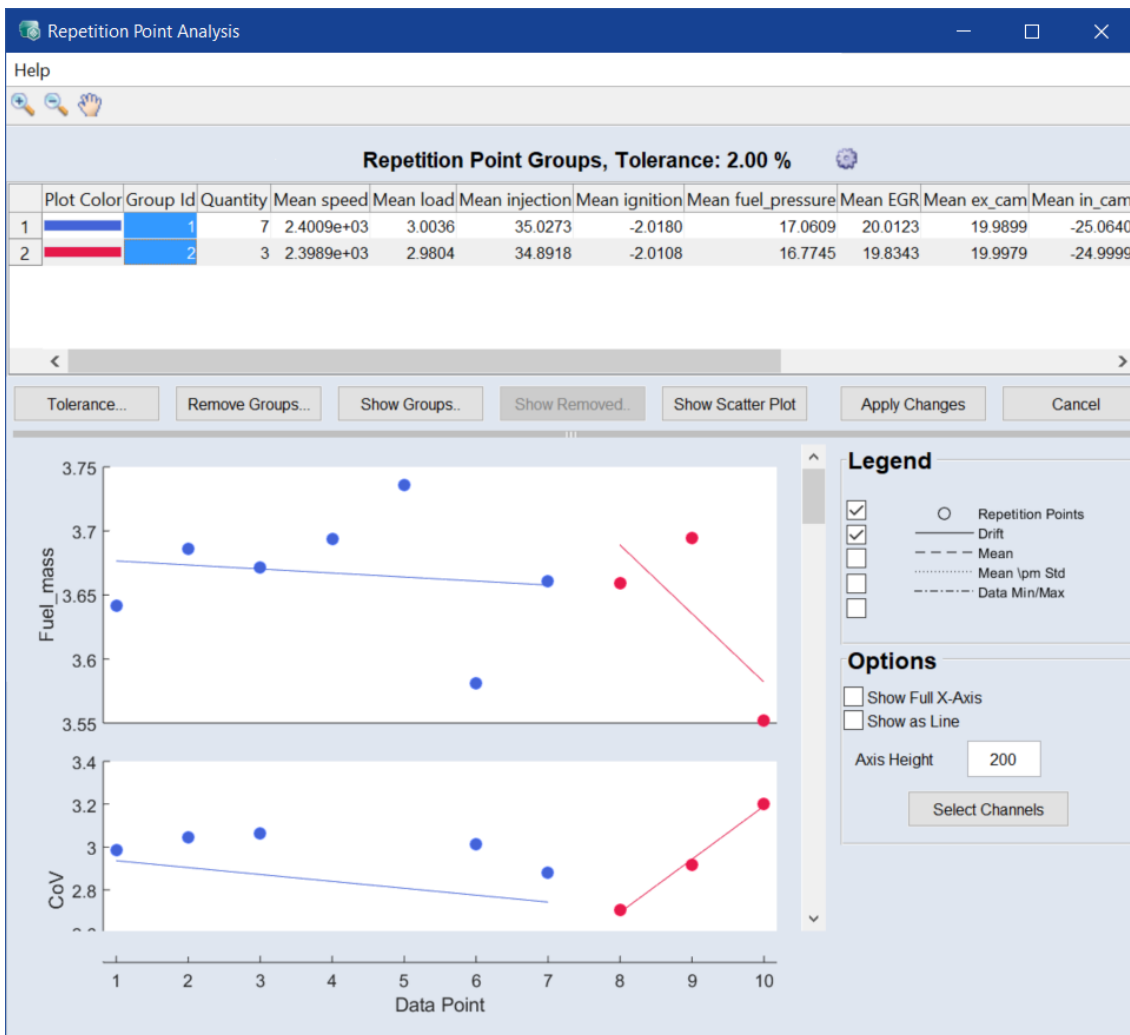 Repetition Point Analysis
Help
Repetition Point Groups, Tolerance: 2.00 %
Plot Color Group Id Quantity Mean speed Mean load Mean injection Mean ignition Mean fuel_pressure Mean EGR Mean ex_cam Mean in_cam
1 1 7 2.4009e+03 3.0036 35.0273 -2.0180 17.0609 20.0123 19.9899 -25.0640
2 2 3 2.3989e+03 2.9804 34.8918 -2.0108 16.7745 19.8343 19.9979 -24.9999
Tolerance... Remove Groups... Show Groups.. Show Removed.. Show Scatter Plot Apply Changes Cancel
3.75
3.7
3.65
3.6
3.55
Fuel_mass
3.4
3.2
3
2.8
CoV
1 2 3 4 5 6 7 8 9 10
Data Point
Legend
Repetition Points
Drift
Mean
Mean \pm Std
Data Min/Max
Options
Show Full X-Axis
Show as Line
Axis Height 200
Select Channels